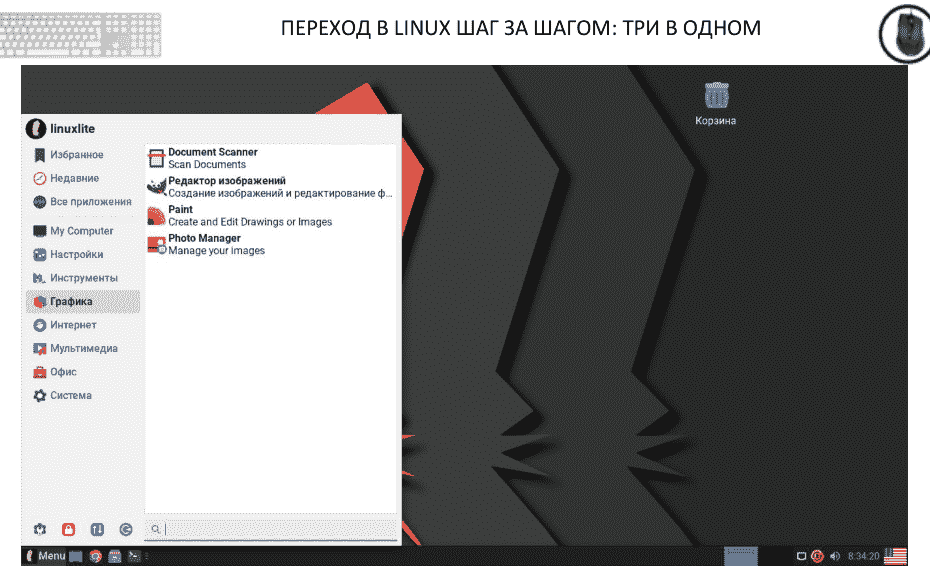 ПЕРЕХОД В LINUX ШАГ ЗА ШАГОМ: ТРИ В ОДНОМ
Корзина
linuxlite
Избранное
Недавние
Все приложения
My Computer
Настройки
Инструменты
Графика
Интернет
Мультимедиа
Офис
Система
Document Scanner
Scan Documents
Редактор изображений
Создание изображений и редактирование ф...
Paint
Create and Edit Drawings or Images
Photo Manager
Manage your images
Menu
8:34:20